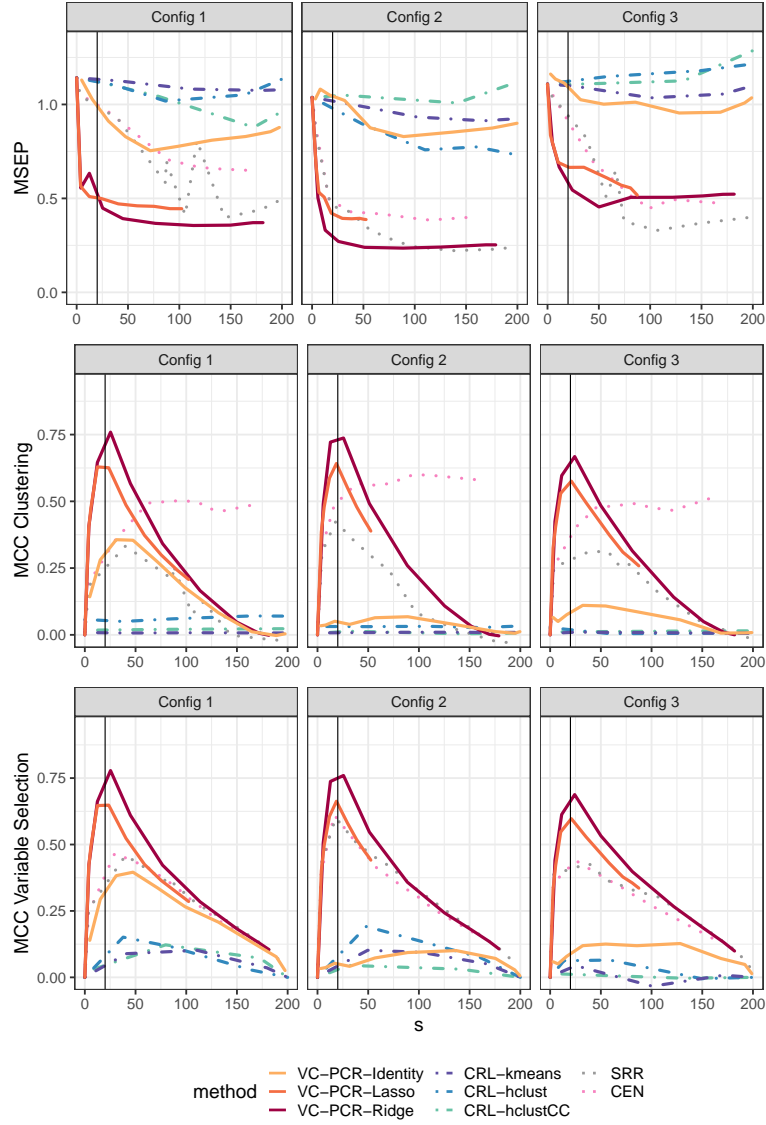 Config 1
Config 2
Config 3
MSEP
1.0
0.5
0.0
0
50
100
150
200
0
50
100
150
200
0
50
100
150
200
Config 1
Config 2
Config 3
MCC Clustering
0.75
0.50
0.25
0.00
0
50
100
150
200
0
50
100
150
200
0
50
100
150
200
Config 1
Config 2
Config 3
MCC Variable Selection
0.75
0.50
0.25
0.00
0
50
100
150
200
0
50
100
150
200
0
50
100
150
200
s
method
VC−PCR−Identity
VC−PCR−Lasso
VC−PCR−Ridge
CRL−kmeans
CRL−hclust
CRL−hclustCC
SRR
CEN